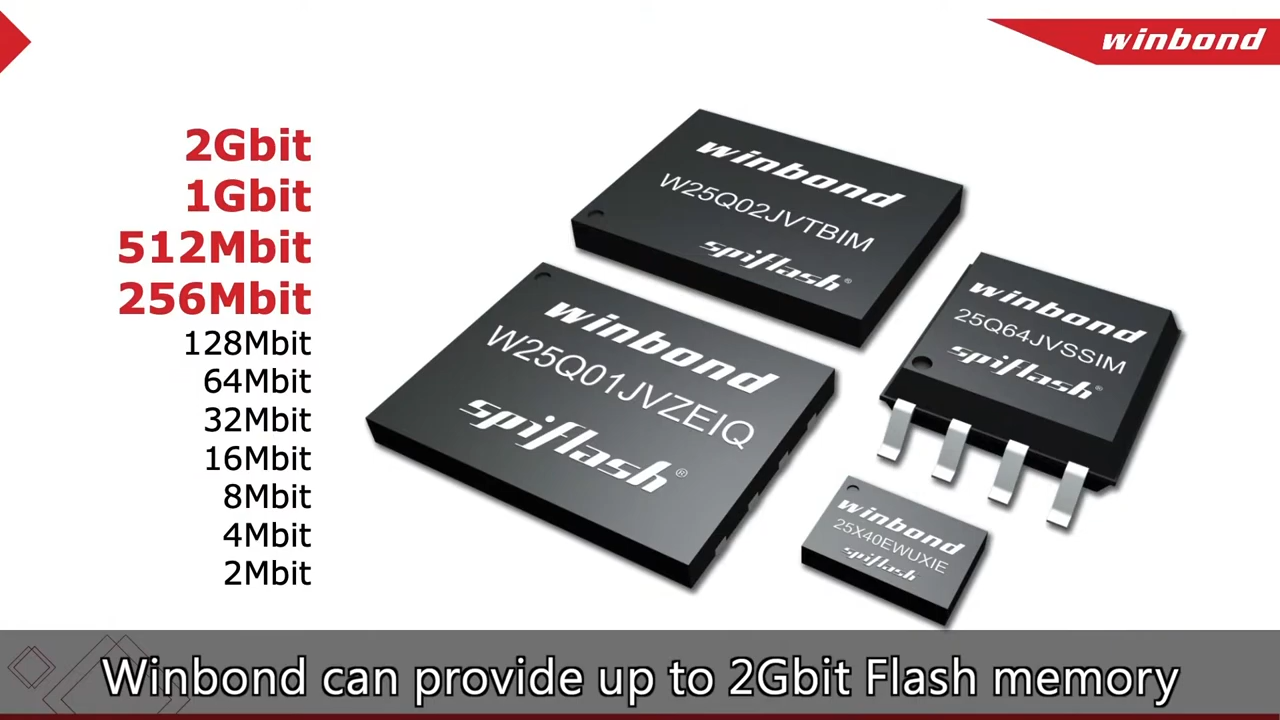 winbond
2Gbit
1Gbit
512Mbit
256Mbit
128Mbit
64Mbit
32Mbit
16Mbit
8Mbit
4Mbit
2Mbit
winbond
W25Q02JVTBIM
spiflash®
winbond
W25Q01JVZEIQ
spiflash®
winbond
25Q64JVSSIM
spiflash®
winbond
25X40EWUXIE
spiflash
Winbond can provide up to 2Gbit Flash memory